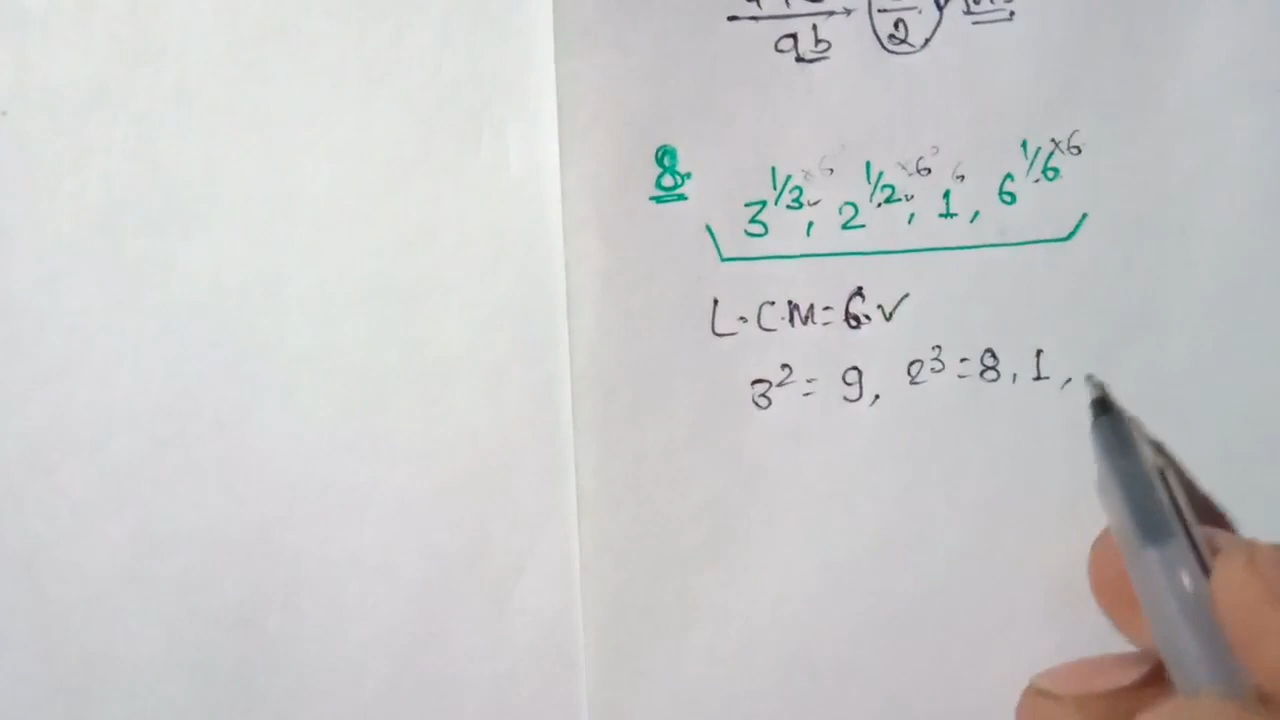 ab 2
8. 3^1/3×6, 2^1/2×6, 1^6, 6^1/6×6
L.C.M = 6 ✓
3² = 9, 2³ = 8, 1,